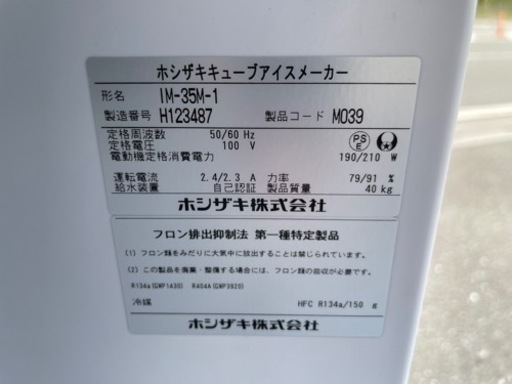 ホシザキキューブアイスメーカー
形名 IM-35M-1
製造番号 H123487 製品コード M039
定格周波数 50/60 Hz
定格電圧 100 V
電動機定格消費電力 190/210 W
PS E
運転電流 2.4/2.3 A 力率 79/91 %
給水装置 自己認証 製品質量 40 kg
ホシザキ株式会社
フロン排出抑制法 第一種特定製品
(1) フロン類をみだりに大気中に放出することは禁じられています。
(2) この製品を廃棄・整備する場合には、フロン類の回収が必要です。
R134a(GWP1430) R404A(GWP3920)
冷媒 HFC R134a/150 g
ホシザキ株式会社